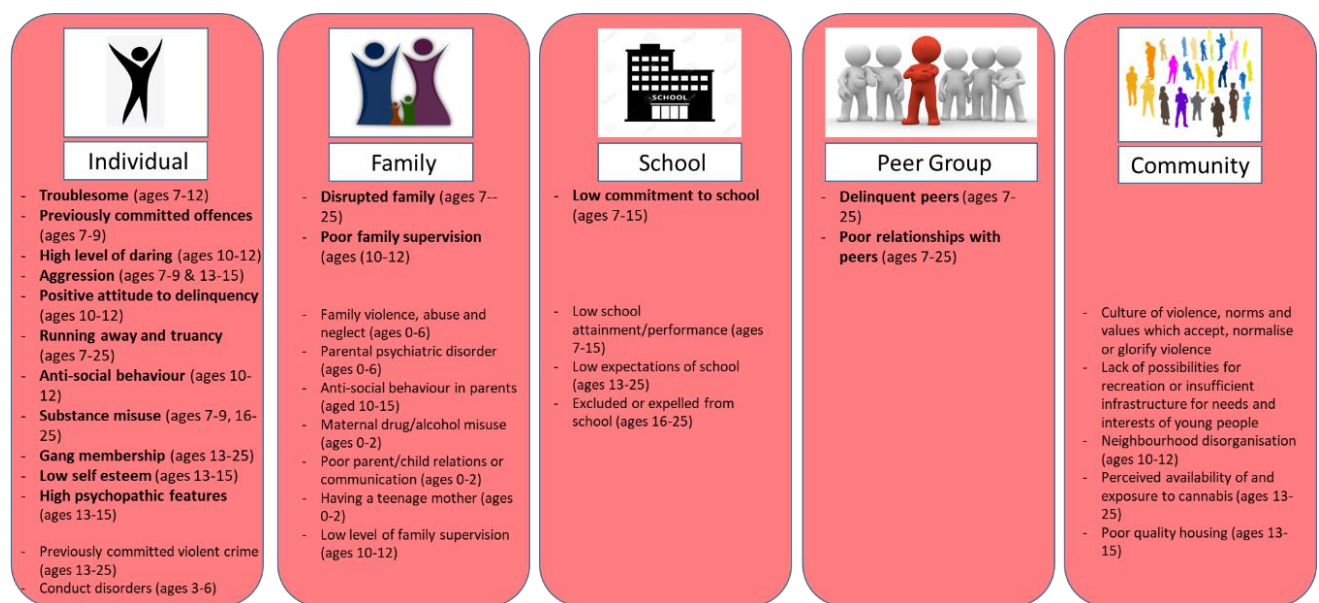 Individual
- Troublesome (ages 7-12)
- Previously committed offences
(ages 7-9)
- High level of daring (ages 10-12)
- Aggression (ages 7-9 & 13-15)
- Positive attitude to delinquency
(ages 10-12)
- Running away and truancy
(ages 7-25)
- Anti-social behaviour (ages 10-
12)
- Substance misuse (ages 7-9, 16-
25)
- Gang membership (ages 13-25)
- Low self esteem (ages 13-15)
- High psychopathic features
(ages 13-15)
- Previously committed violent crime
(ages 13-25)
- Conduct disorders (ages 3-6)
Family
- Disrupted family (ages 7--
25)
- Poor family supervision
(ages (10-12)
- Family violence, abuse and
neglect (ages 0-6)
- Parental psychiatric disorder
(ages 0-6)
- Anti-social behaviour in parents
(aged 10-15)
- Maternal drug/alcohol misuse
(ages 0-2)
- Poor parent/child relations or
communication (ages 0-2)
- Having a teenage mother (ages
0-2)
- Low level of family supervision
(ages 10-12)
SCHOOL
School
- Low commitment to school
(ages 7-15)
- Low school
attainment/performance (ages
7-15)
- Low expectations of school
(ages 13-25)
- Excluded or expelled from
school (ages 16-25)
Peer Group
- Delinquent peers (ages 7-
25)
- Poor relationships with
peers (ages 7-25)
Community
- Culture of violence, norms and
values which accept, normalise
or glorify violence
- Lack of possibilities for
recreation or insufficient
infrastructure for needs and
interests of young people
- Neighbourhood disorganisation
(ages 10-12)
- Perceived availability of and
exposure to cannabis (ages 13-
25)
- Poor quality housing (ages 13-
15)